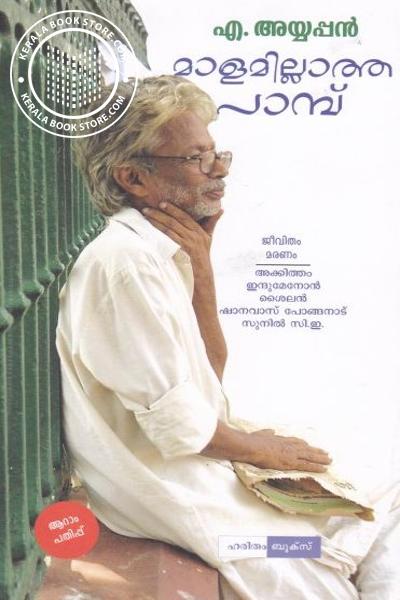 KERALA BOOK STORE.COM
KERALA BOOK STORE.COM
എ. അയ്യപ്പൻ
മാളമില്ലാത്ത
പാമ്പ്
ജീവിതം
മരണം
അക്കിത്തം
ഇന്ദുമേനോൻ
ശൈലൻ
ഷാനവാസ് പോങ്ങനാട്
സുനിൽ സി.ഇ.
ആറാം
പതിപ്പ്
ഹരിതം ബുക്സ്